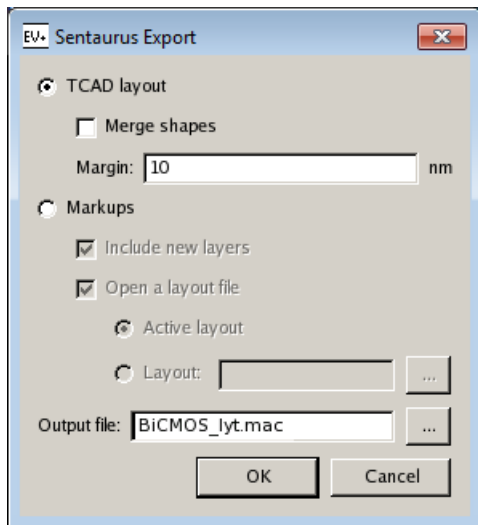 EV+ Sentaurus Export
TCAD layout
Merge shapes
Margin: 10 nm
Markups
Include new layers
Open a layout file
Active layout
Layout: ...
Output file: BiCMOS_lyt.mac ...
OK Cancel